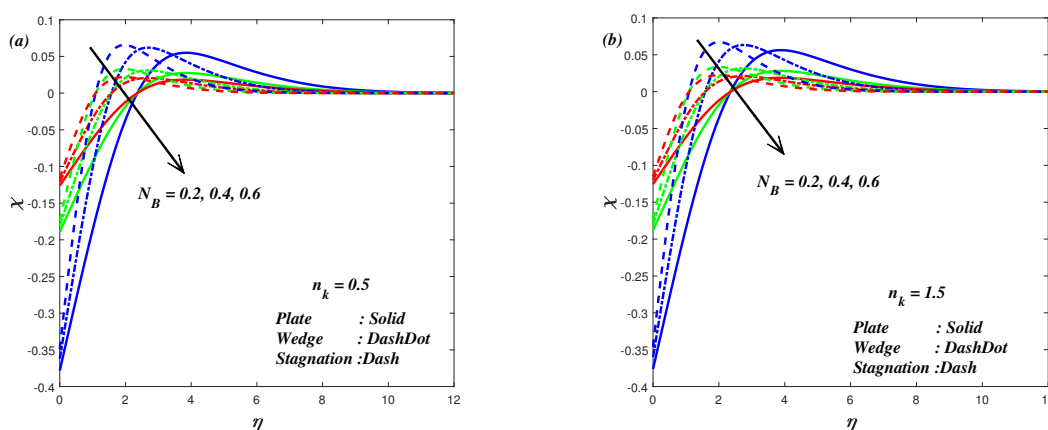 (a)
0.1
0.05
0
-0.05
-0.1
-0.15
-0.2
-0.25
-0.3
-0.35
-0.4
χ
N_B = 0.2, 0.4, 0.6
n_k = 0.5
Plate : Solid
Wedge : DashDot
Stagnation :Dash
0 2 4 6 8 10 12
η
(b)
0.1
0.05
0
-0.05
-0.1
-0.15
-0.2
-0.25
-0.3
-0.35
-0.4
χ
N_B = 0.2, 0.4, 0.6
n_k = 1.5
Plate : Solid
Wedge : DashDot
Stagnation :Dash
0 2 4 6 8 10 12
η